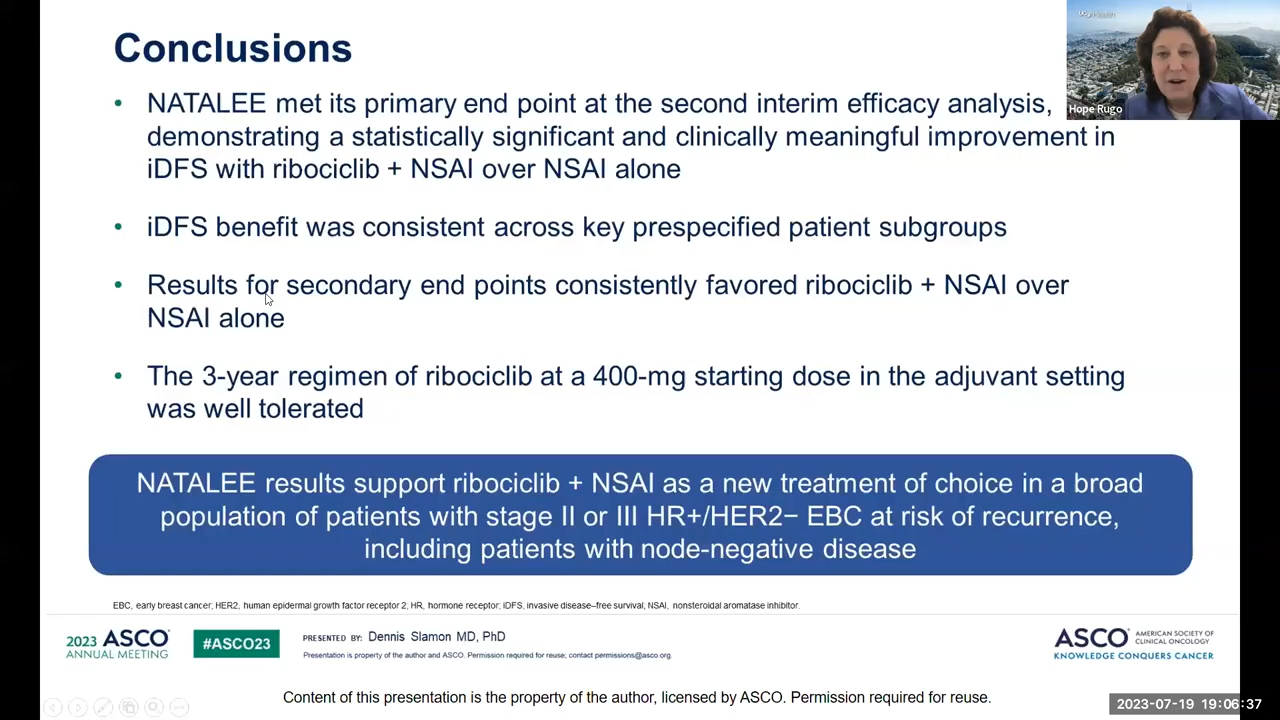 Conclusions
• NATALEE met its primary end point at the second interim efficacy analysis,
demonstrating a statistically significant and clinically meaningful improvement in
iDFS with ribociclib + NSAI over NSAI alone
• iDFS benefit was consistent across key prespecified patient subgroups
• Results for secondary end points consistently favored ribociclib + NSAI over
NSAI alone
• The 3-year regimen of ribociclib at a 400-mg starting dose in the adjuvant setting
was well tolerated
NATALEE results support ribociclib + NSAI as a new treatment of choice in a broad
population of patients with stage II or III HR+/HER2− EBC at risk of recurrence,
including patients with node-negative disease
EBC, early breast cancer; HER2, human epidermal growth factor receptor 2; HR, hormone receptor; iDFS, invasive disease–free survival, NSAI, nonsteroidal aromatase inhibitor.
2023 ASCO
ANNUAL MEETING
#ASCO23
PRESENTED BY: Dennis Slamon MD, PhD
Presentation is property of the author and ASCO. Permission required for reuse; contact permissions@asco.org.
ASCO AMERICAN SOCIETY OF
CLINICAL ONCOLOGY
KNOWLEDGE CONQUERS CANCER
Content of this presentation is the property of the author, licensed by ASCO. Permission required for reuse.
Hope Rugo
2023-07-19 19:06:37